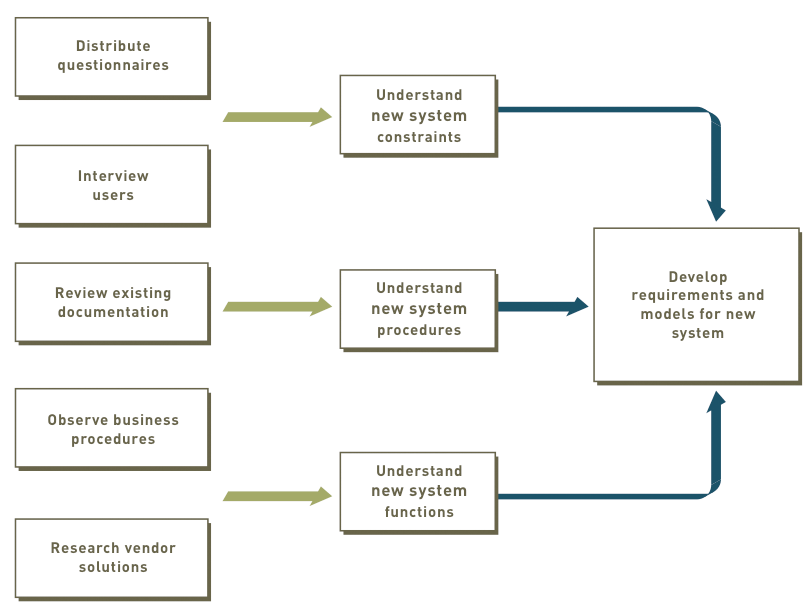 Distribute
questionnaires
Interview
users
Review existing
documentation
Observe business
procedures
Research vendor
solutions
Understand
new system
constraints
Understand
new system
procedures
Understand
new system
functions
Develop
requirements and
models for new
system